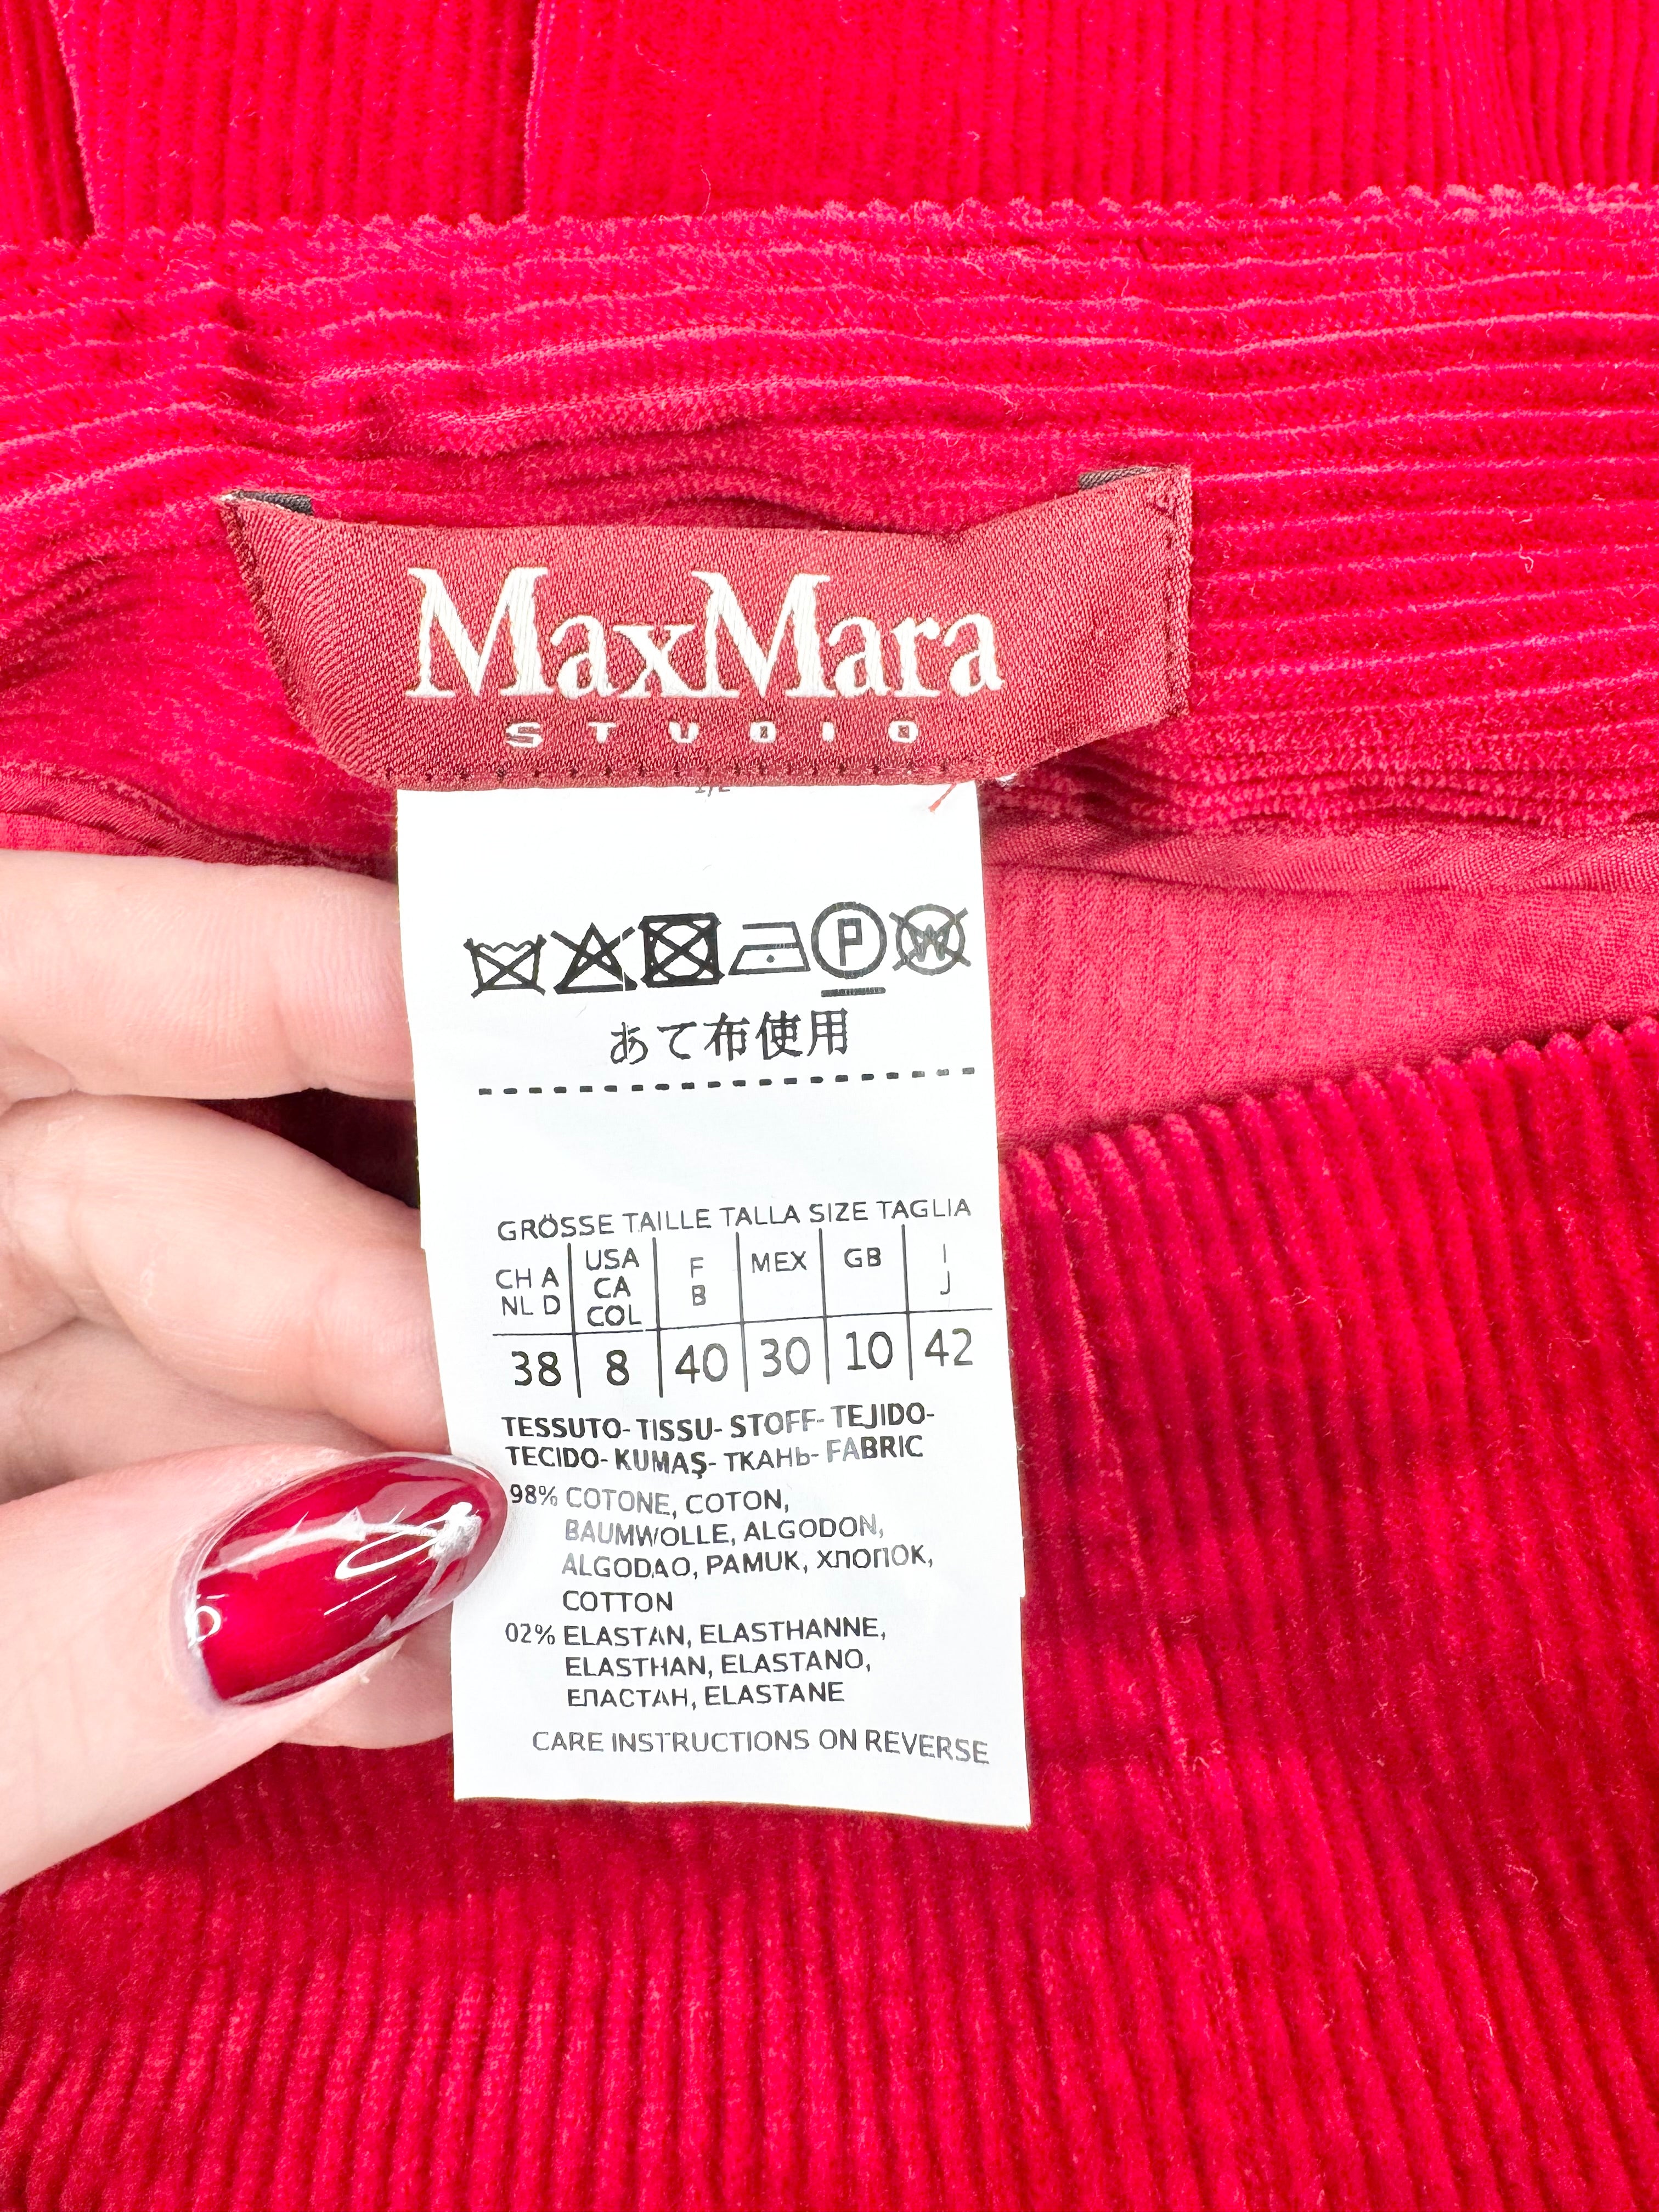 MaxMara
STUDIO
P W
あて布使用
GRÖSSE TAILLE TALLA SIZE TAGLIA
CH A NL D USA CA COL F B MEX GB I J
38 8 40 30 10 42
TESSUTO- TISSU- STOFF- TEJIDO-
TECIDO- KUMAŞ- ТКАНЬ- FABRIC
98% COTONE, COTON,
BAUMWOLLE, ALGODON,
ALGODAO, PAMUK, ХЛОПОК,
COTTON
02% ELASTAN, ELASTHANNE,
ELASTHAN, ELASTANO,
ЕЛАСТАН, ELASTANE
CARE INSTRUCTIONS ON REVERSE